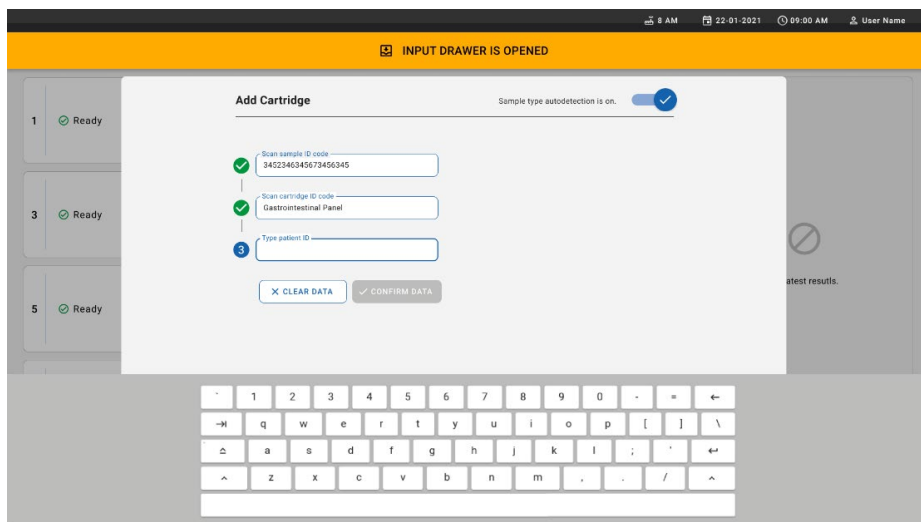 8 AM 22-01-2021 09:00 AM User Name
INPUT DRAWER IS OPENED
Add Cartridge
Sample type autodetection is on.
1 Ready
3 Ready
5 Ready
Scan sample ID code
3452346345673456345
Scan cartridge ID code
Gastrointestinal Panel
3
Type patient ID
CLEAR DATA
CONFIRM DATA
atest resutls.
` 1 2 3 4 5 6 7 8 9 0 - =
q w e r t y u i o p [ ] \
a s d f g h j k l ; '
z x c v b n m , . /